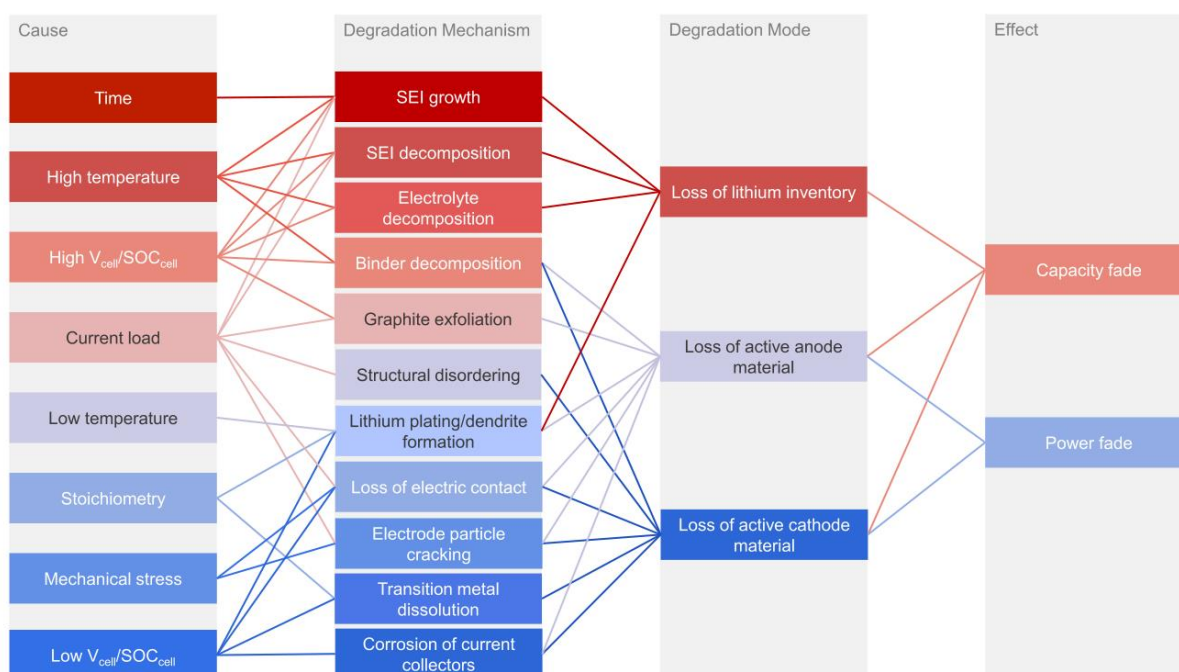 Cause
Time
High temperature
High Vcell/SOCcell
Current load
Low temperature
Stoichiometry
Mechanical stress
Low Vcell/SOCcell
Degradation Mechanism
SEI growth
SEI decomposition
Electrolyte
decomposition
Binder decomposition
Graphite exfoliation
Structural disordering
Lithium plating/dendrite
formation
Loss of electric contact
Electrode particle
cracking
Transition metal
dissolution
Corrosion of current
collectors
Degradation Mode
Loss of lithium inventory
Loss of active anode
material
Loss of active cathode
material
Effect
Capacity fade
Power fade